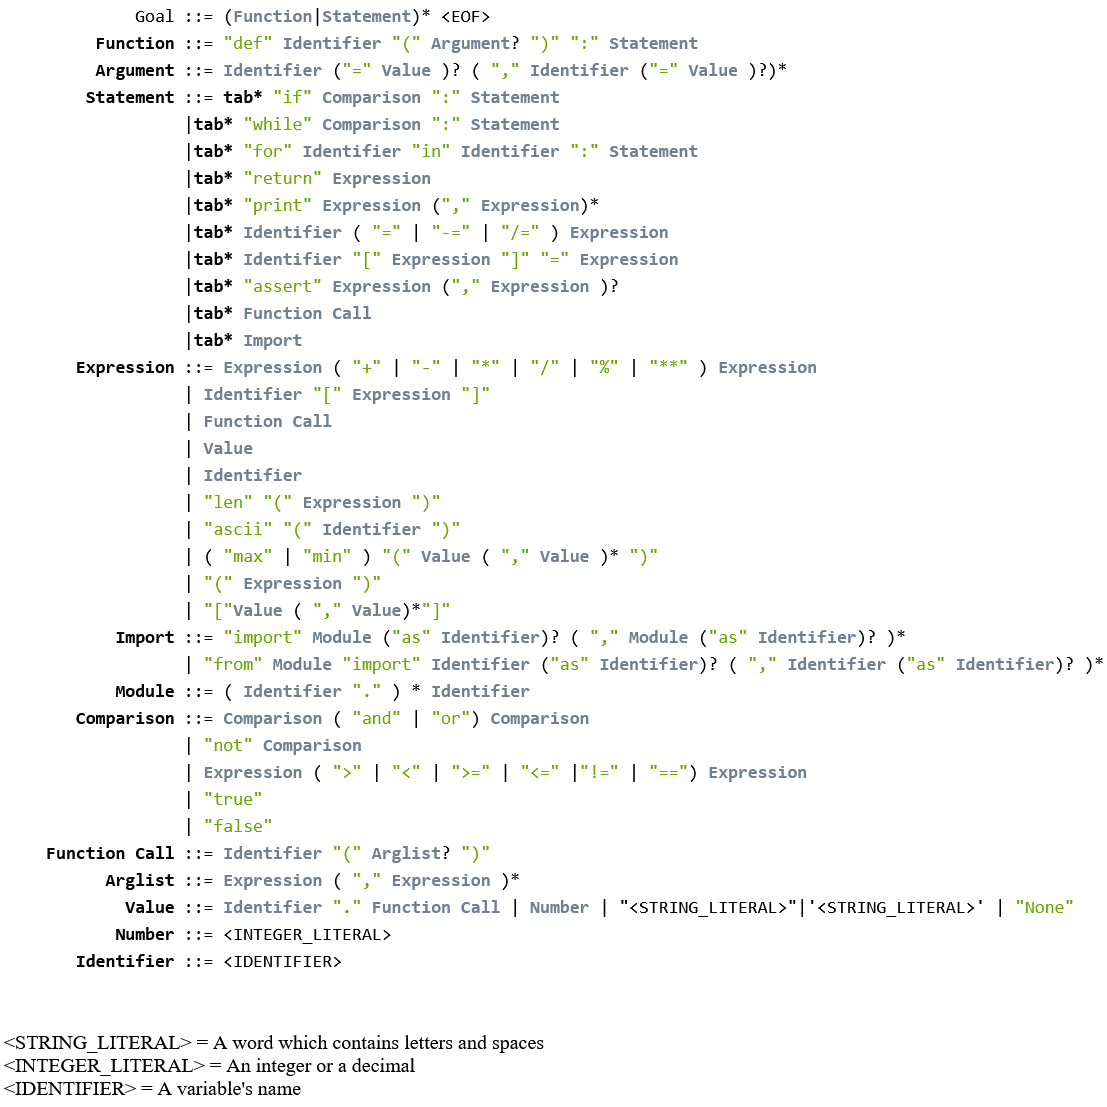 Goal ::= (Function|Statement)* <EOF>
Function ::= "def" Identifier "(" Argument? ")" ":" Statement
Argument ::= Identifier ("=" Value )? ( "," Identifier ("=" Value )?)*
Statement ::= tab* "if" Comparison ":" Statement
|tab* "while" Comparison ":" Statement
|tab* "for" Identifier "in" Identifier ":" Statement
|tab* "return" Expression
|tab* "print" Expression ("," Expression)*
|tab* Identifier ( "=" | "-=" | "/=" ) Expression
|tab* Identifier "[" Expression "]" "=" Expression
|tab* "assert" Expression ("," Expression )?
|tab* Function Call
|tab* Import
Expression ::= Expression ( "+" | "-" | "*" | "/" | "%" | "**" ) Expression
| Identifier "[" Expression "]"
| Function Call
| Value
| Identifier
| "len" "(" Expression ")"
| "ascii" "(" Identifier ")"
| ( "max" | "min" ) "(" Value ( "," Value )* ")"
| "(" Expression ")"
| "["Value ( "," Value)*"]"
Import ::= "import" Module ("as" Identifier)? ( "," Module ("as" Identifier)? )*
| "from" Module "import" Identifier ("as" Identifier)? ( "," Identifier ("as" Identifier)? )*
Module ::= ( Identifier "." ) * Identifier
Comparison ::= Comparison ( "and" | "or") Comparison
| "not" Comparison
| Expression ( ">" | "<" | ">=" | "<=" |"!=" | "==") Expression
| "true"
| "false"
Function Call ::= Identifier "(" Arglist? ")"
Arglist ::= Expression ( "," Expression )*
Value ::= Identifier "." Function Call | Number | "<STRING_LITERAL>"|'<STRING_LITERAL>' | "None"
Number ::= <INTEGER_LITERAL>
Identifier ::= <IDENTIFIER>
<STRING_LITERAL> = A word which contains letters and spaces
<INTEGER_LITERAL> = An integer or a decimal
<IDENTIFIER> = A variable's name